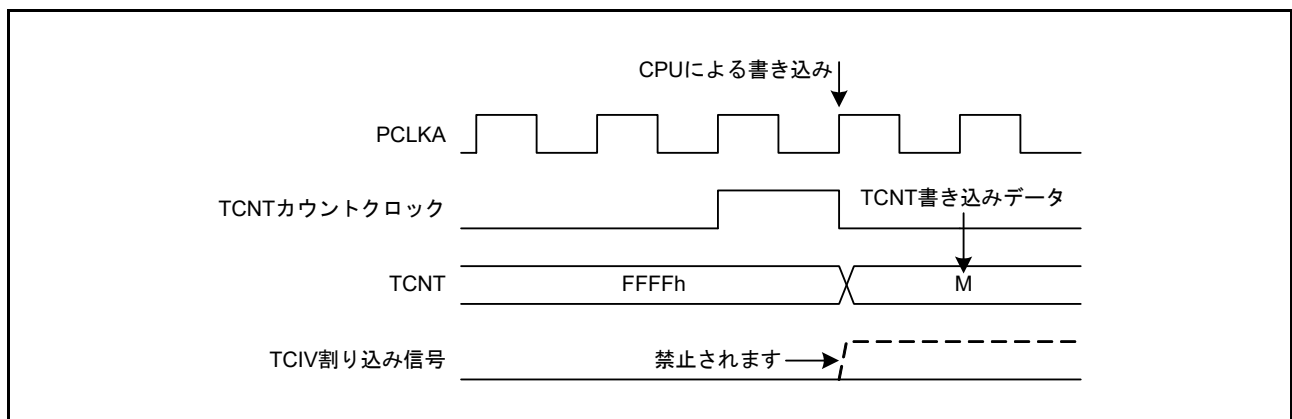 CPUによる書き込み
PCLKA
TCNTカウントクロック
TCNT書き込みデータ
TCNT
FFFFh
M
TCIV割り込み信号
禁止されます